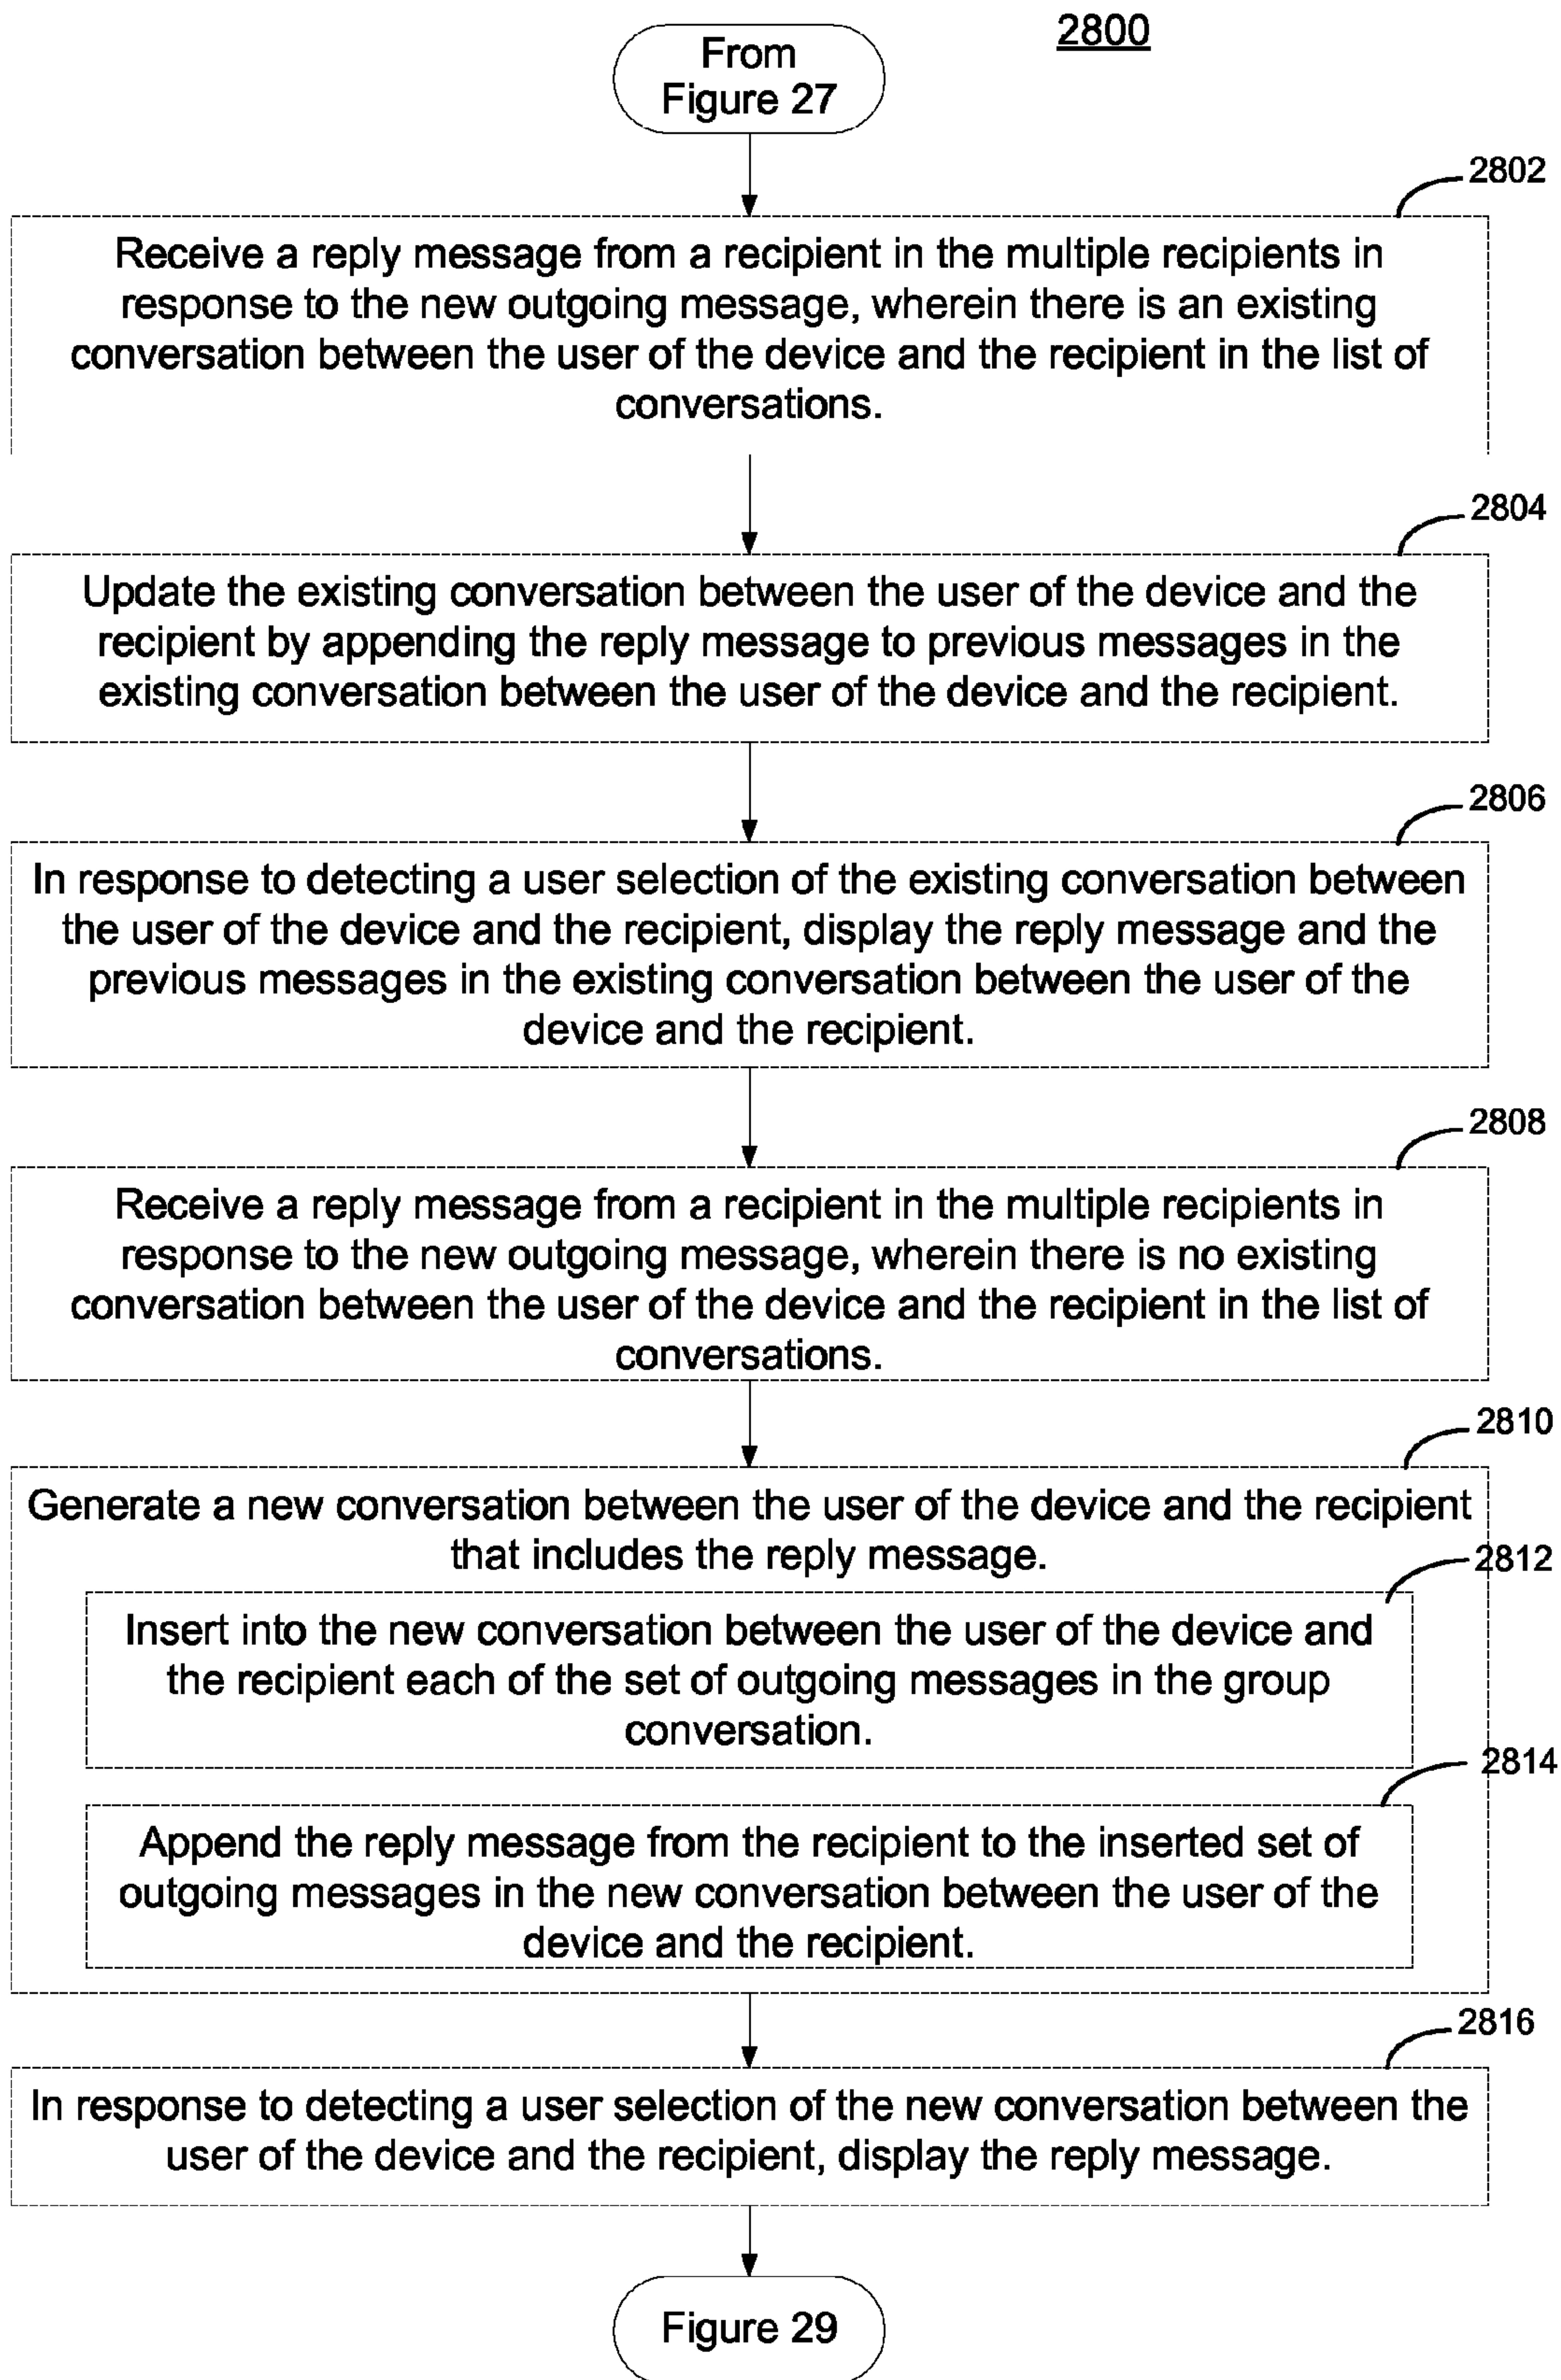 2800
From
Figure 27
2802
Receive a reply message from a recipient in the multiple recipients in
response to the new outgoing message, wherein there is an existing
conversation between the user of the device and the recipient in the list of
conversations.
2804
Update the existing conversation between the user of the device and the
recipient by appending the reply message to previous messages in the
existing conversation between the user of the device and the recipient.
2806
In response to detecting a user selection of the existing conversation between
the user of the device and the recipient, display the reply message and the
previous messages in the existing conversation between the user of the
device and the recipient.
2808
Receive a reply message from a recipient in the multiple recipients in
response to the new outgoing message, wherein there is no existing
conversation between the user of the device and the recipient in the list of
conversations.
2810
Generate a new conversation between the user of the device and the recipient
that includes the reply message.
2812
Insert into the new conversation between the user of the device and
the recipient each of the set of outgoing messages in the group
conversation.
2814
Append the reply message from the recipient to the inserted set of
outgoing messages in the new conversation between the user of the
device and the recipient.
2816
In response to detecting a user selection of the new conversation between the
user of the device and the recipient, display the reply message.
Figure 29